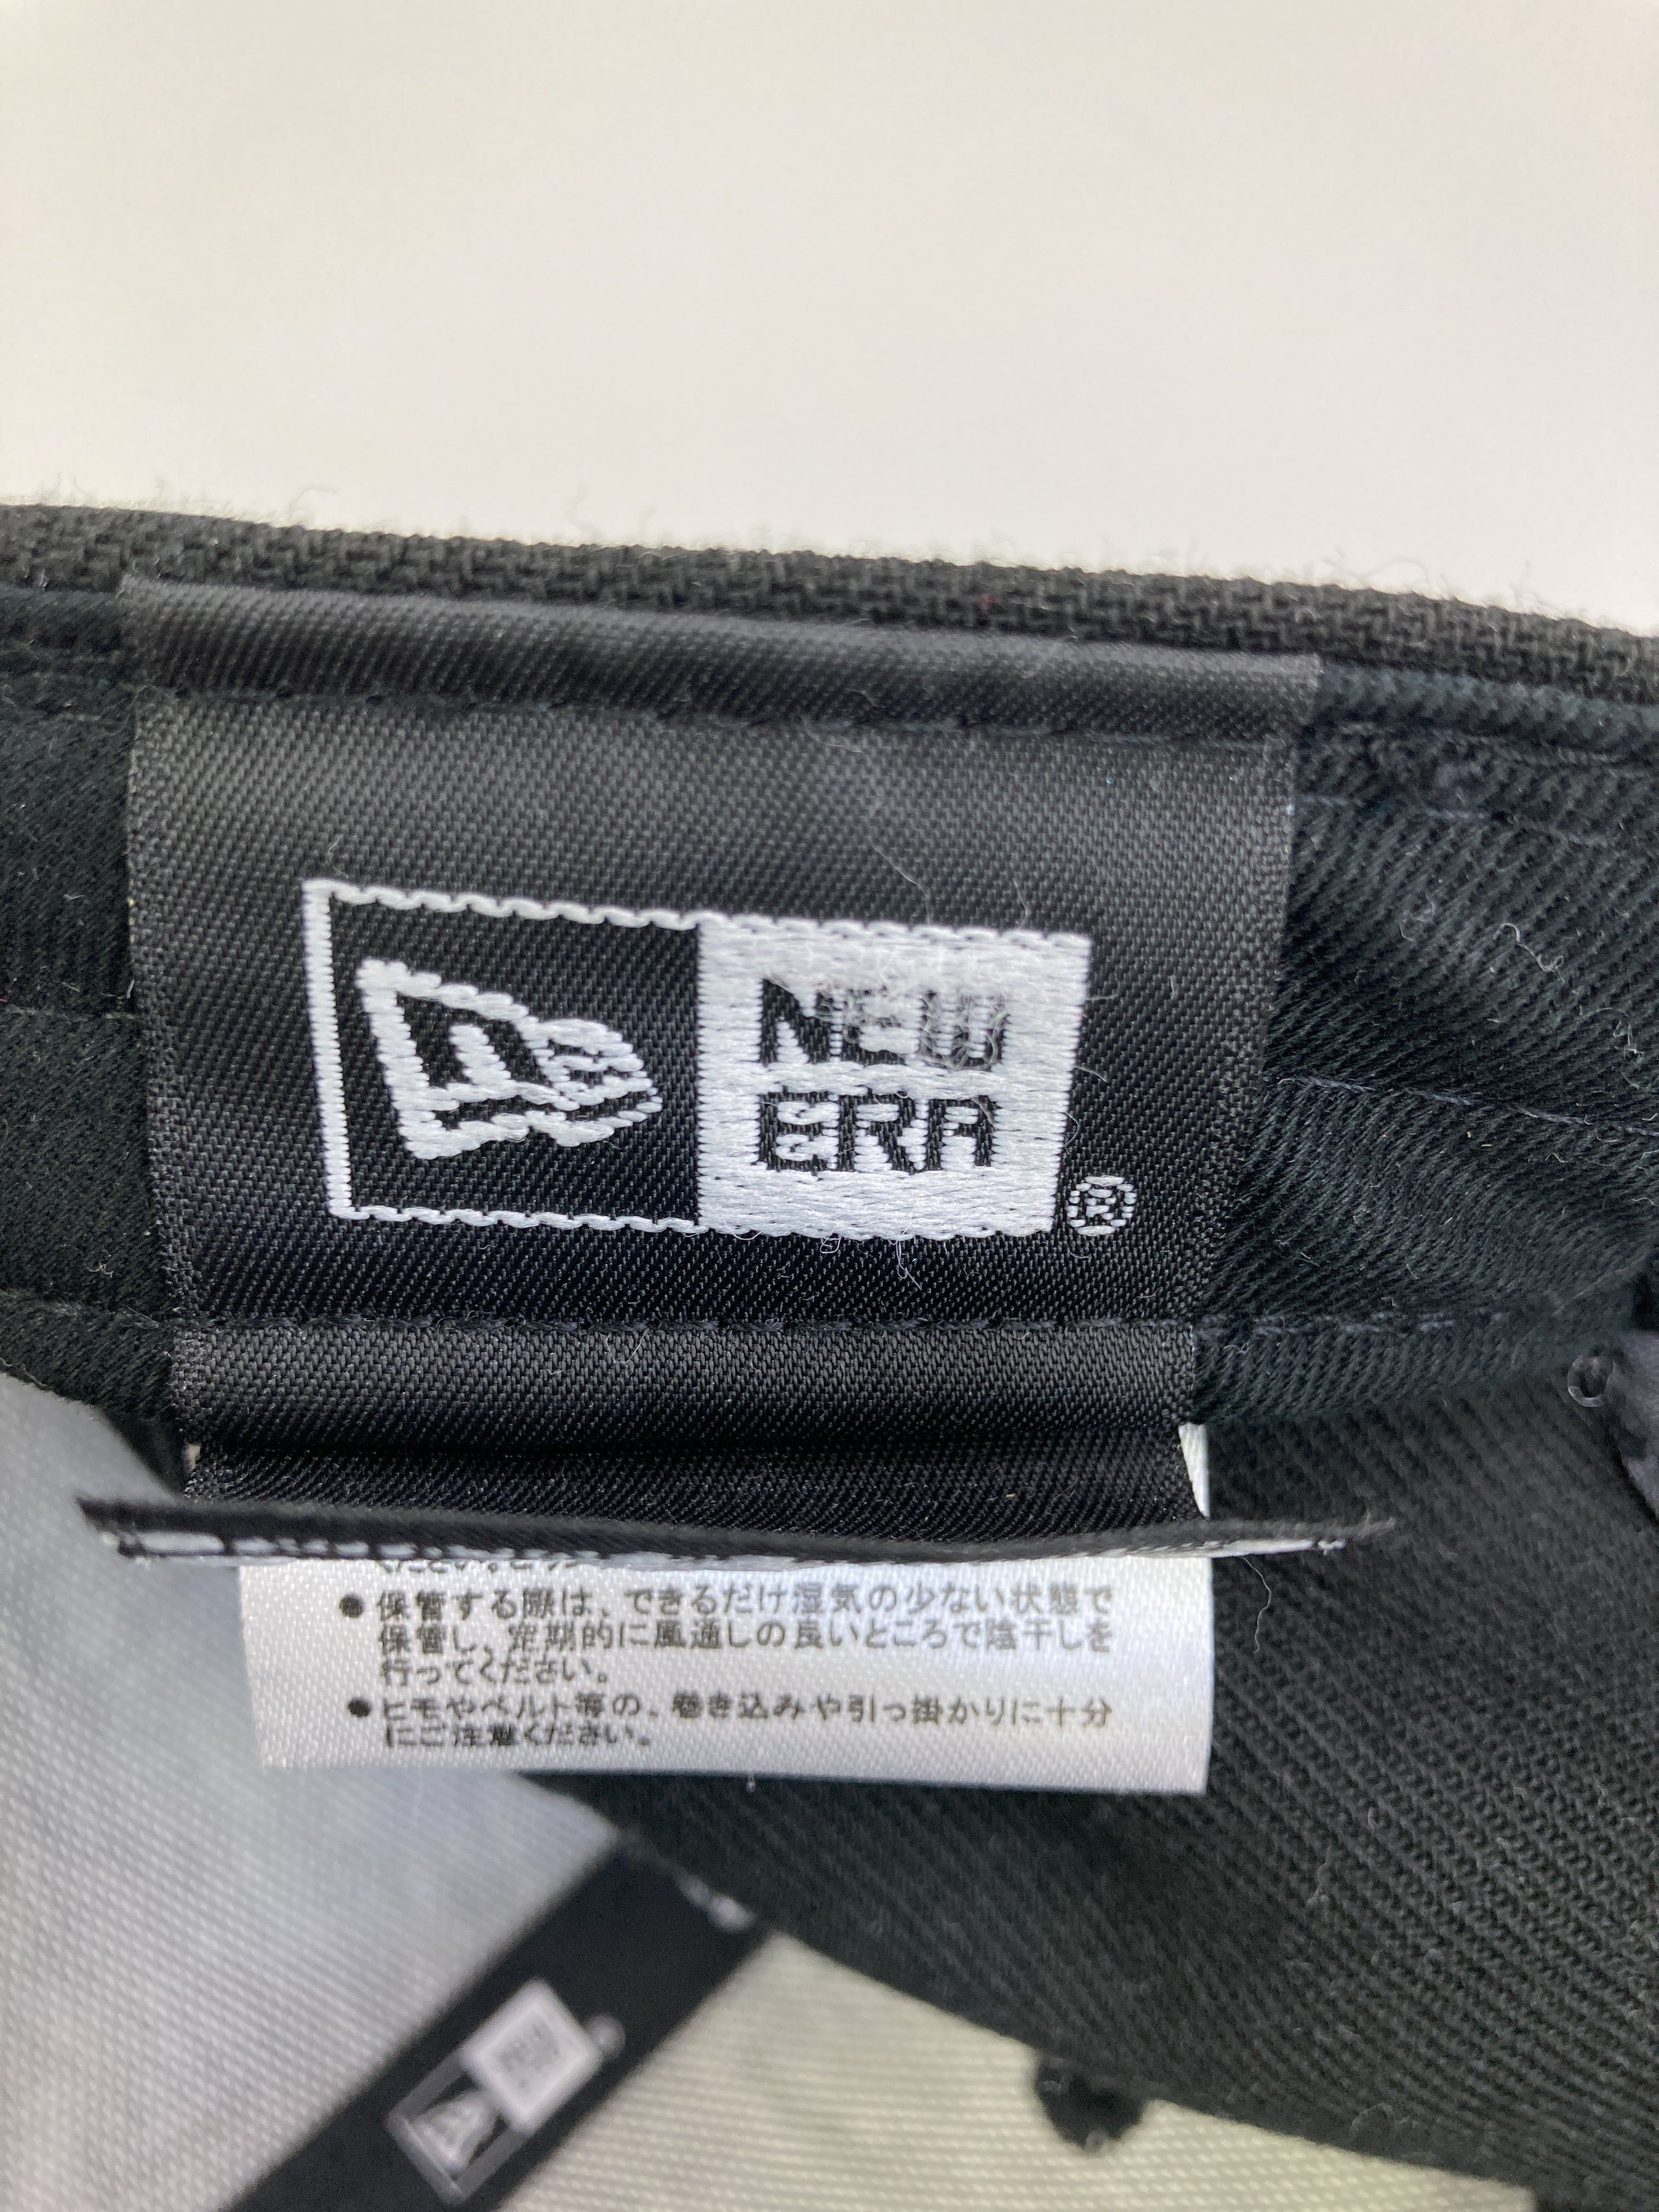 NEW
ERA
®
●保管する際は、できるだけ湿気の少ない状態で
保管し、定期的に風通しの良いところで陰干しを
行ってください。
●ヒモやベルト等の、巻き込みや引っ掛かりに十分
にご注意ください。